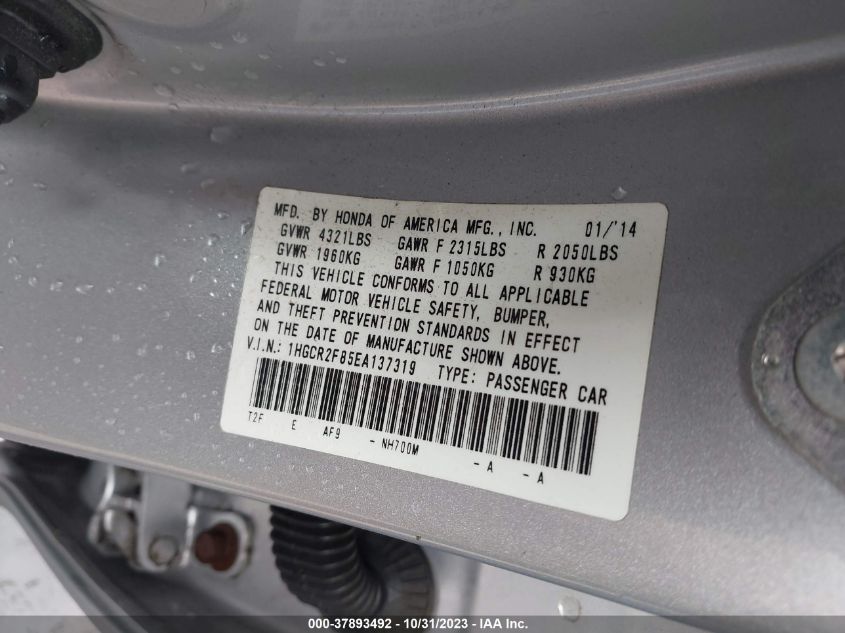 MFD. BY HONDA OF AMERICA MFG., INC. 01/'14
GVWR 4321LBS GAWR F 2315LBS R 2050LBS
GVWR 1960KG GAWR F 1050KG R 930KG
THIS VEHICLE CONFORMS TO ALL APPLICABLE
FEDERAL MOTOR VEHICLE SAFETY, BUMPER,
AND THEFT PREVENTION STANDARDS IN EFFECT
ON THE DATE OF MANUFACTURE SHOWN ABOVE.
V.I.N.: 1HGCR2F85EA137319 TYPE: PASSENGER CAR
T2F E AF9 - NH700M - A - A
000-37893492 - 10/31/2023 - IAA Inc.